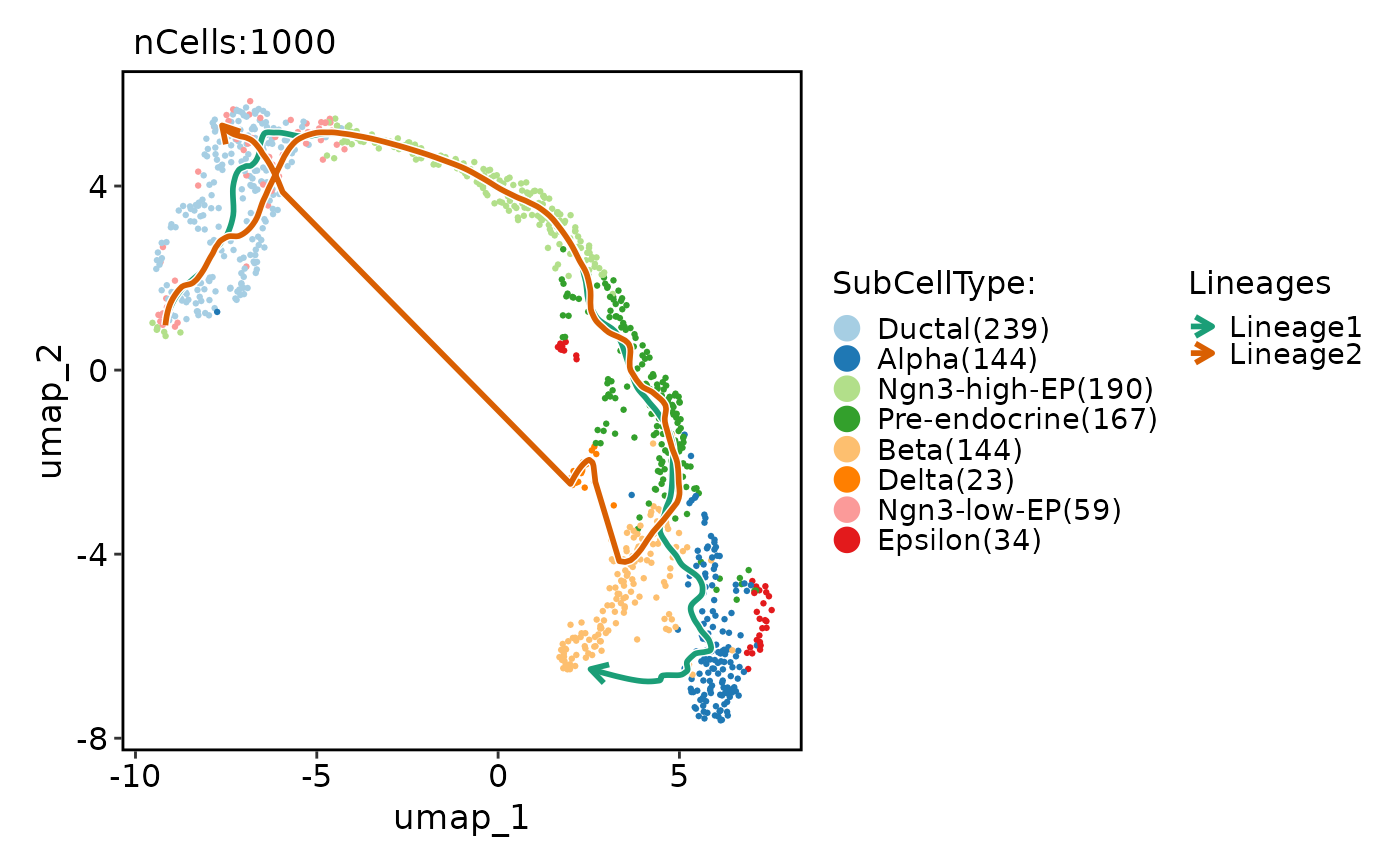 nCells:1000
4
0
-4
-8
umap_2
-10 -5 0 5
umap_1
SubCellType:
Ductal(239)
Alpha(144)
Ngn3-high-EP(190)
Pre-endocrine(167)
Beta(144)
Delta(23)
Ngn3-low-EP(59)
Epsilon(34)
Lineages
Lineage1
Lineage2